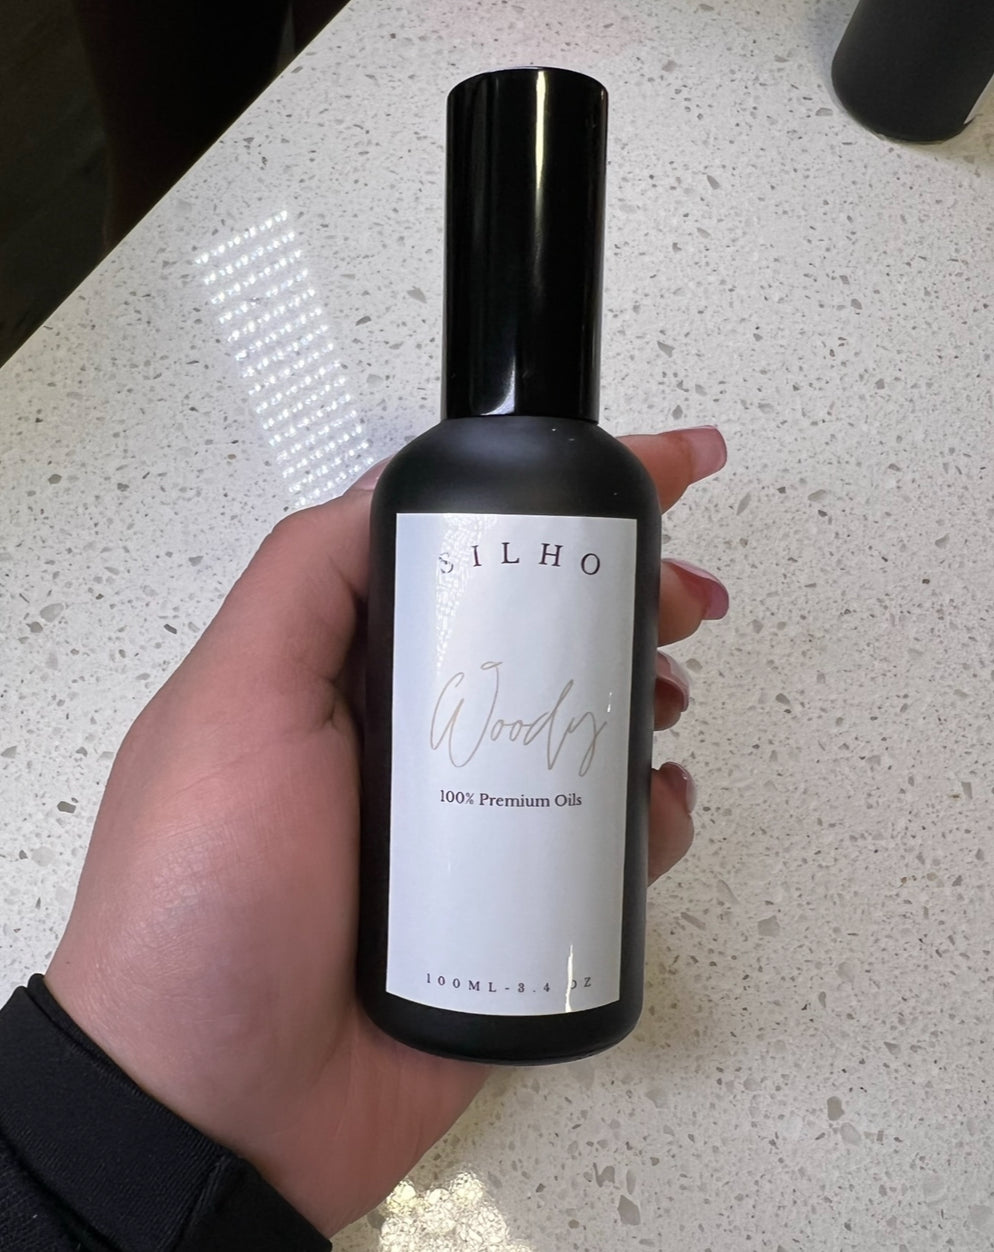 SILHO
Woody
100% Premium Oils
100ML-3.4 OZ